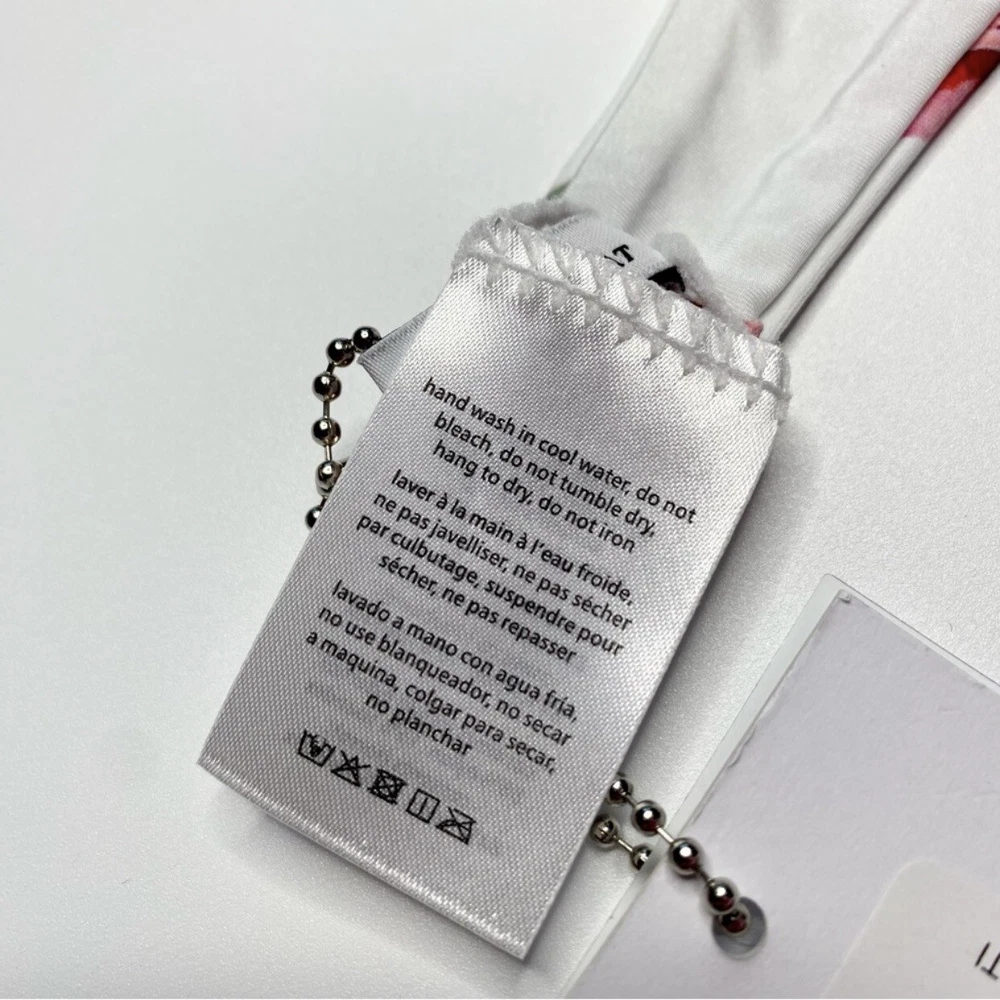 hand wash in cool water, do not
bleach, do not tumble dry,
hang to dry, do not iron
laver à la main à l'eau froide,
ne pas javelliser, ne pas sécher
par culbutage, suspendre pour
sécher, ne pas repasser
lavado a mano con agua fría,
no use blanqueador, no secar
a maquina, colgar para secar,
no planchar